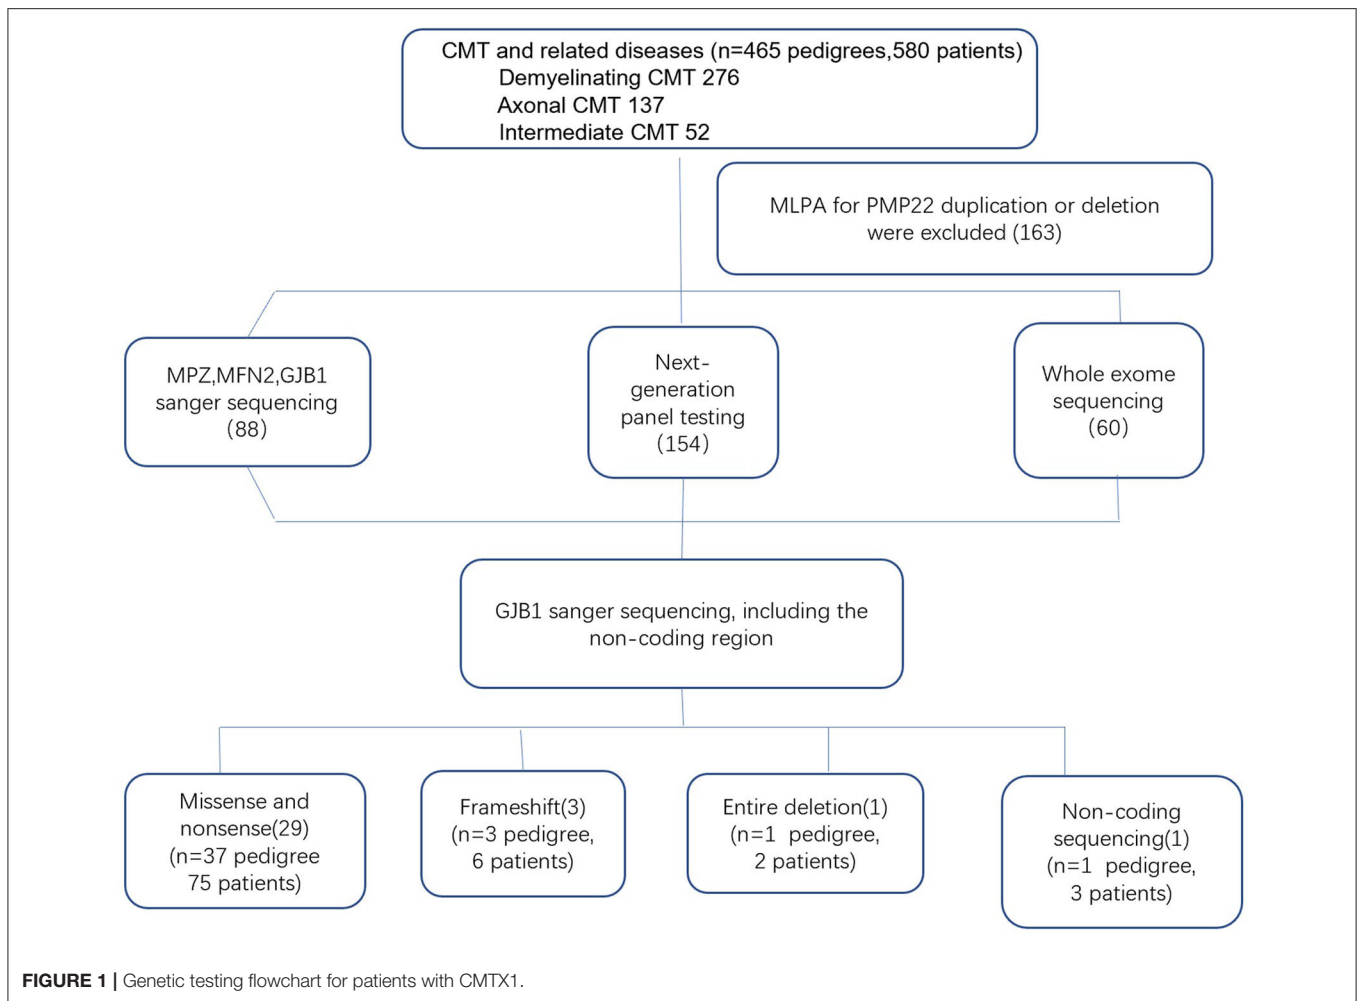 CMT and related diseases (n=465 pedigrees,580 patients)
Demyelinating CMT 276
Axonal CMT 137
Intermediate CMT 52
MLPA for PMP22 duplication or deletion
were excluded (163)
MPZ,MFN2,GJB1
sanger sequencing
(88)
Next-
generation
panel testing
(154)
Whole exome
sequencing
(60)
GJB1 sanger sequencing, including the
non-coding region
Missense and
nonsense(29)
(n=37 pedigree
75 patients)
Frameshift(3)
(n=3 pedigree,
6 patients)
Entire deletion(1)
(n=1 pedigree,
2 patients)
Non-coding
sequencing(1)
(n=1 pedigree,
3 patients)
FIGURE 1 | Genetic testing flowchart for patients with CMTX1.